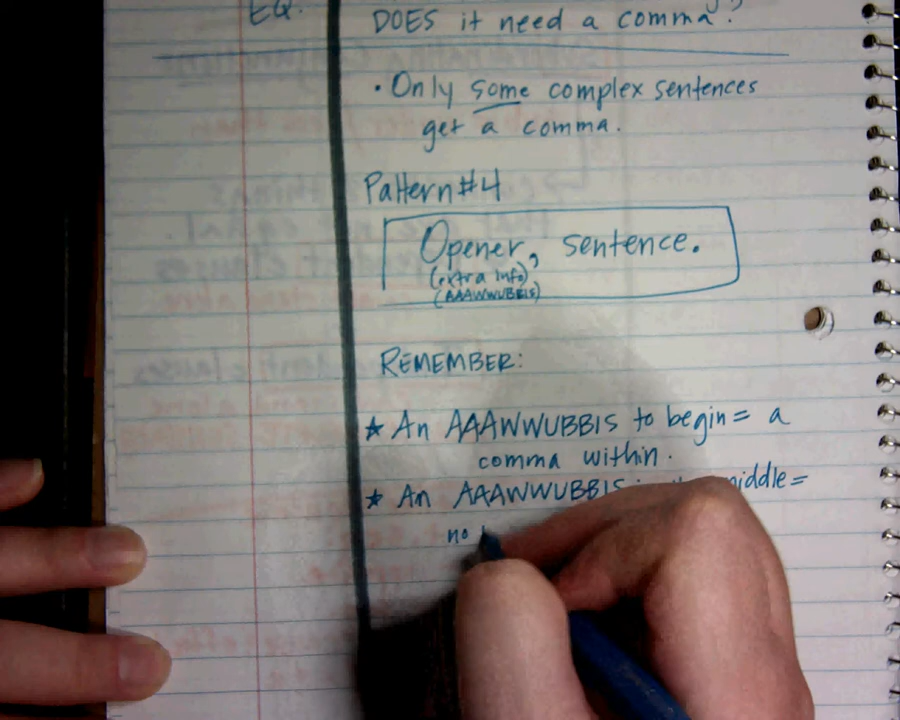 EQ.
DOES it need a comma?
• Only some complex sentences
get a comma.
Pattern #4
Opener, sentence.
(extra info)
(AAAWWUBBIS)
REMEMBER:
★ An AAAWWUBBIS to begin = a
comma within.
★ An AAAWWUBBIS middle =
no